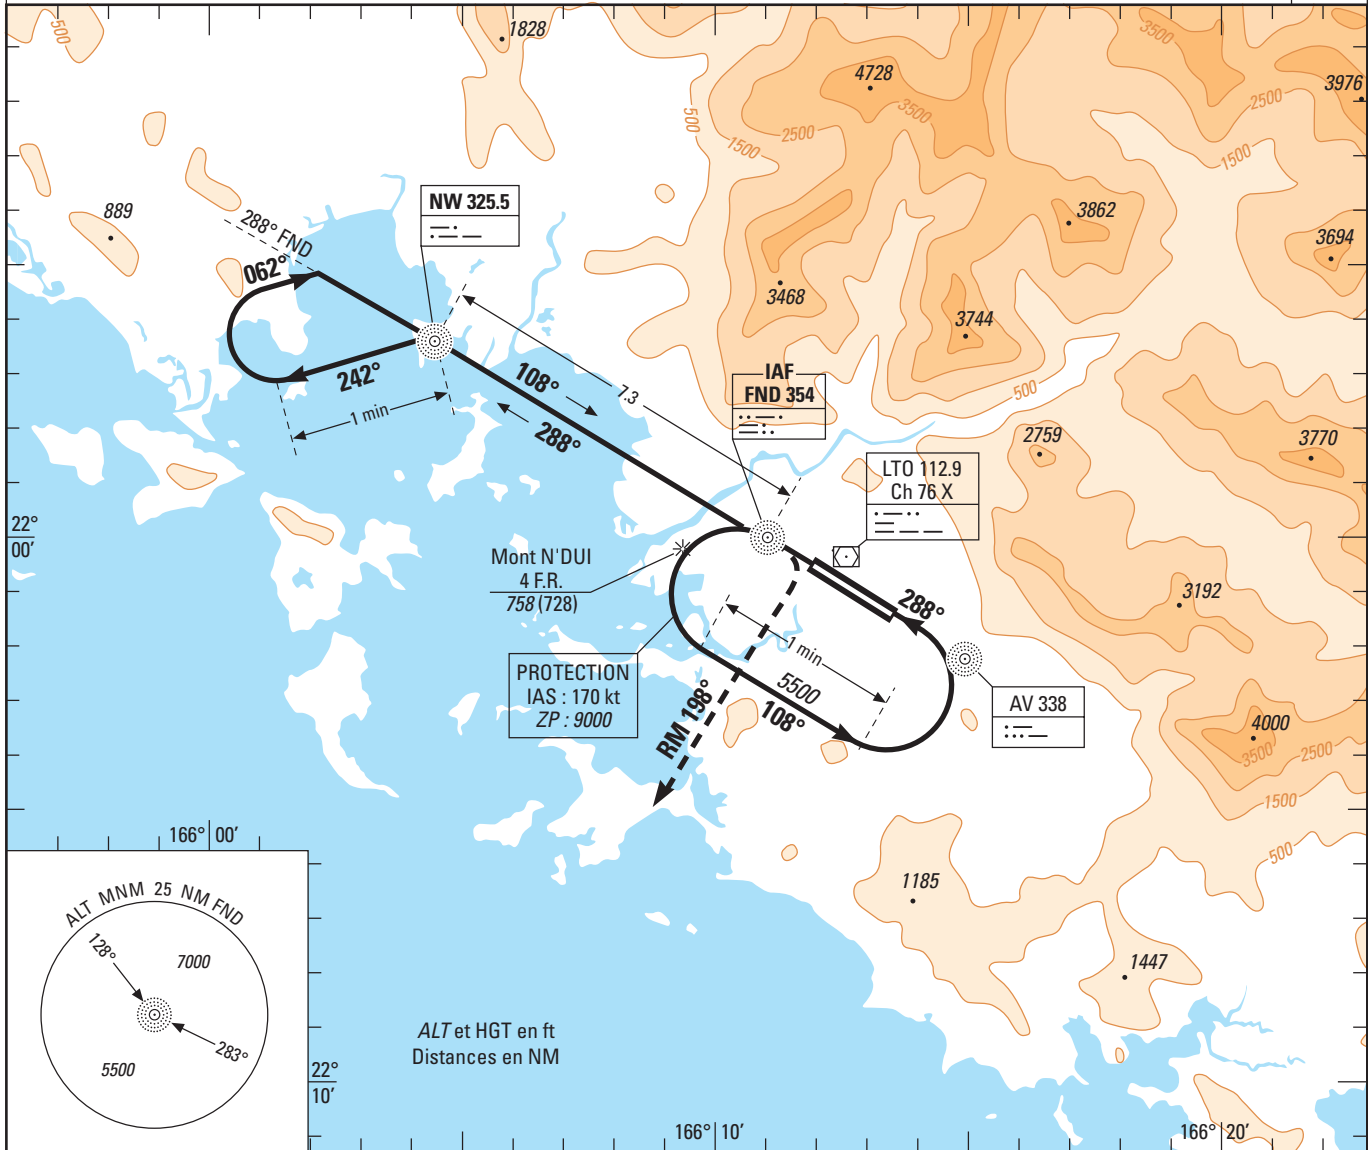 500
1828
4728
3500
3500
3976
2500
2500
500
1500
1500
889
288° FND
062°
NW 325.5
3862
3694
3468
3744
7.3
242°
1 min
108°
288°
IAF
FND 354
500
2759
3770
LTO 112.9
Ch 76 X
22°
00′
Mont N'DUI
4 F.R.
758 (728)
288°
3192
1 min
PROTECTION
IAS : 170 kt
ZP : 9000
5500
108°
RM 198°
AV 338
4000
3500
2500
1500
500
166° 00′
ALT MNM 25 NM FND
128°
7000
283°
5500
1185
1447
ALT et HGT en ft
Distances en NM
22°
10′
166° 10′
166° 20′